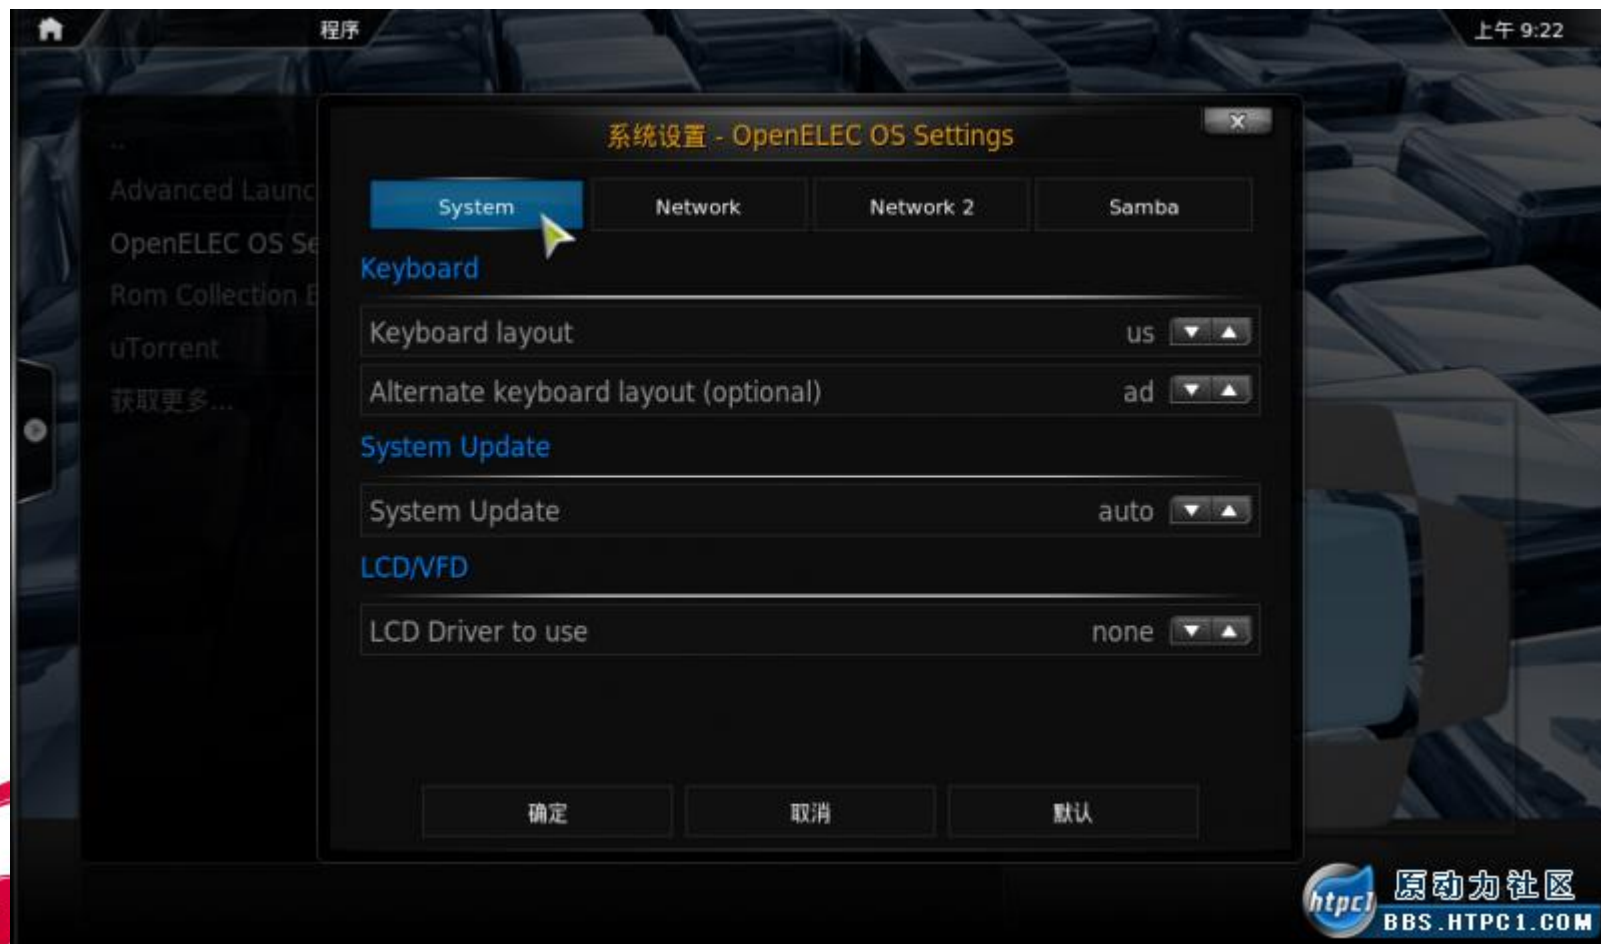 程序
上午 9:22
系统设置 - OpenELEC OS Settings
System
Network
Network 2
Samba
..
Advanced Launc
OpenELEC OS Se
Rom Collection
uTorrent
获取更多...
Keyboard
Keyboard layout us
Alternate keyboard layout (optional) ad
System Update
System Update auto
LCD/VFD
LCD Driver to use none
确定
取消
默认
htpc1
原动力社区
BBS.HTPC1.COM